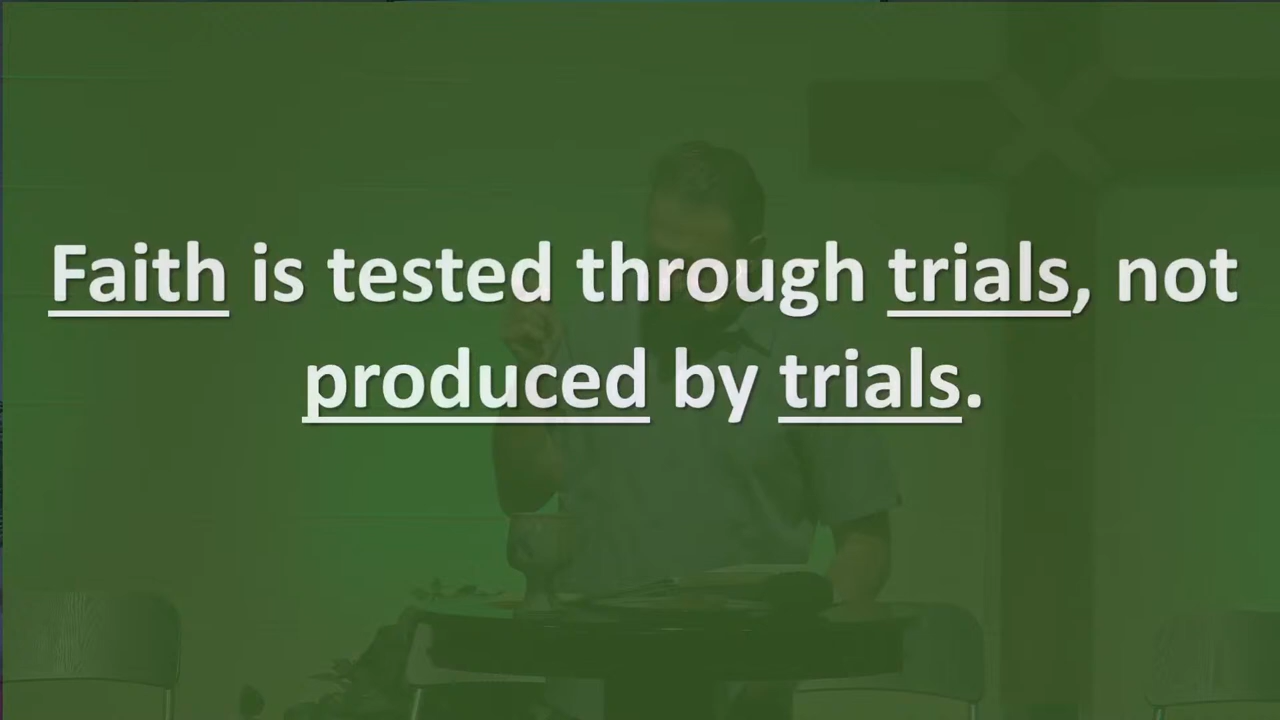 Faith is tested through trials, not
produced by trials.